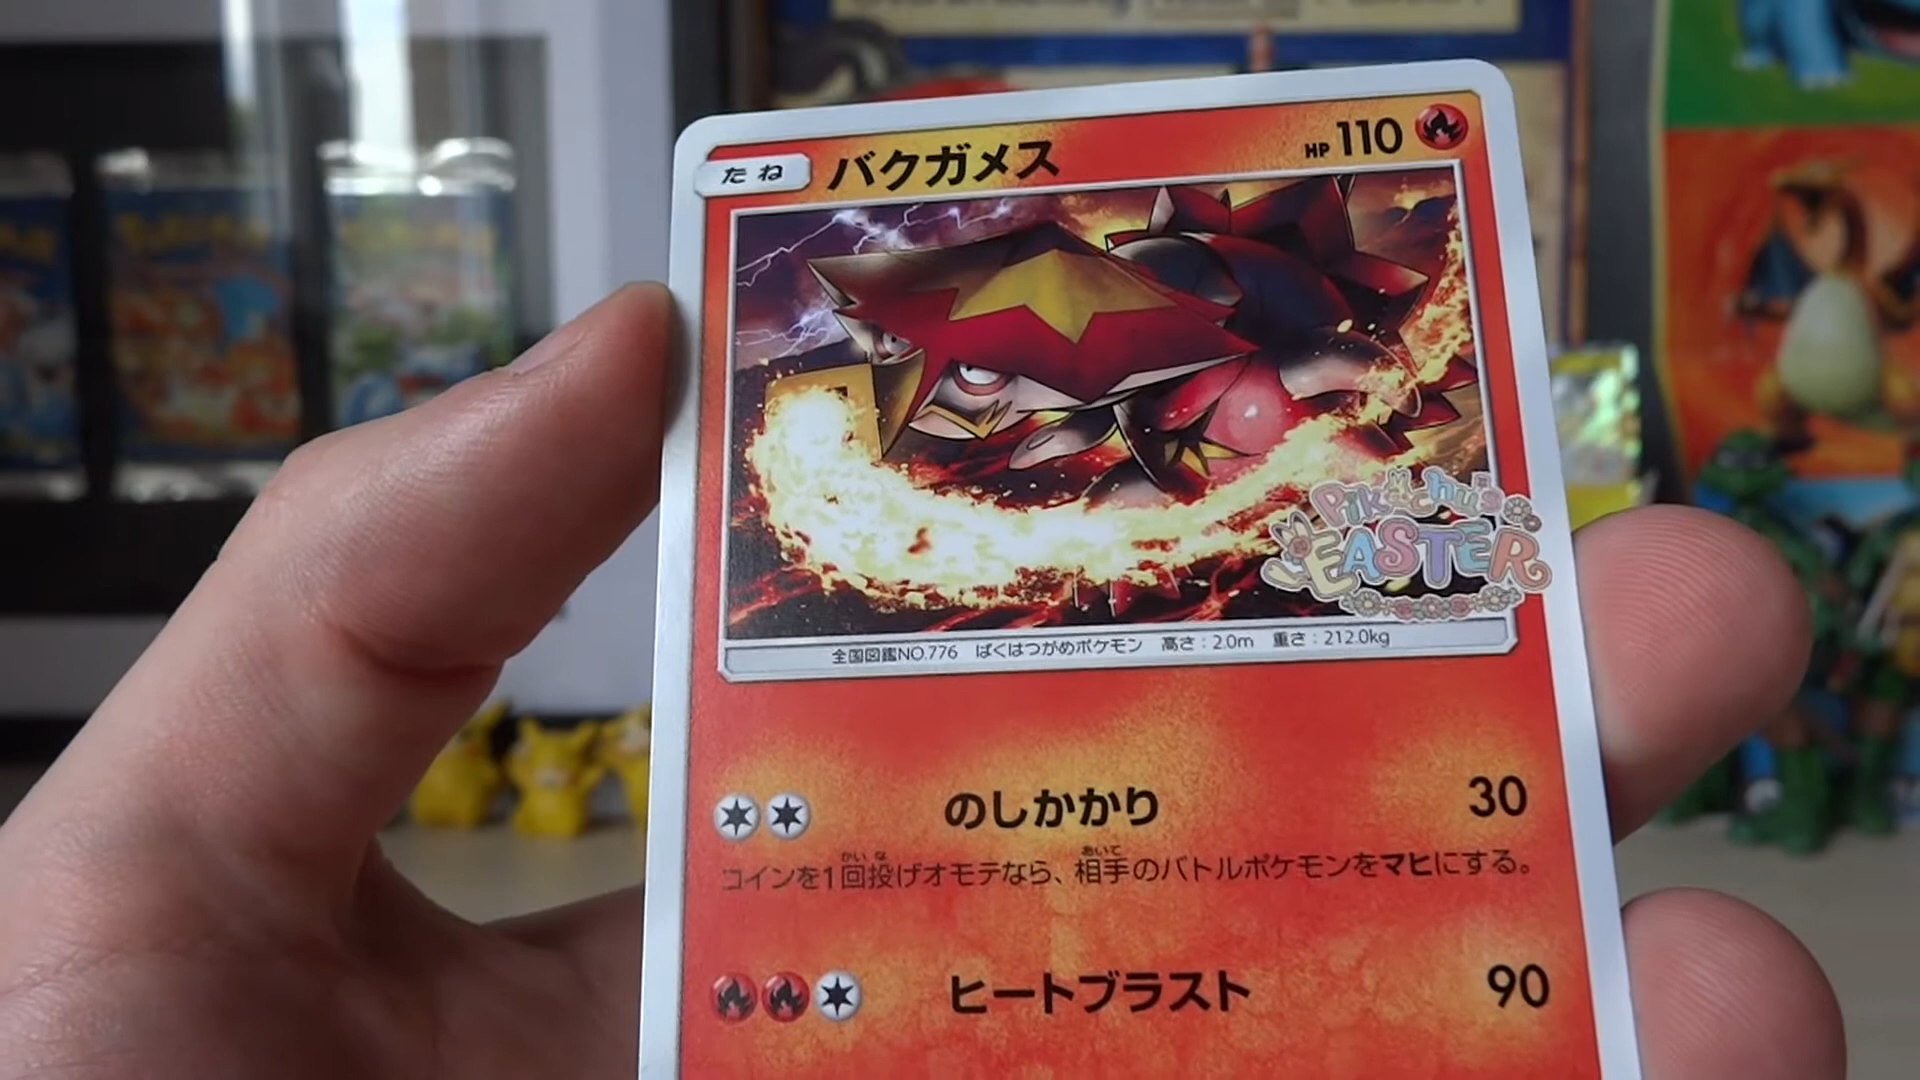 たね
バクガメス
HP 110
Pikachu's
EASTER
全国図鑑NO.776 ばくはつがめポケモン 高さ:2.0m 重さ:212.0kg
のしかかり 30
コインを1回投げオモテなら、相手のバトルポケモンをマヒにする。
ヒートブラスト 90